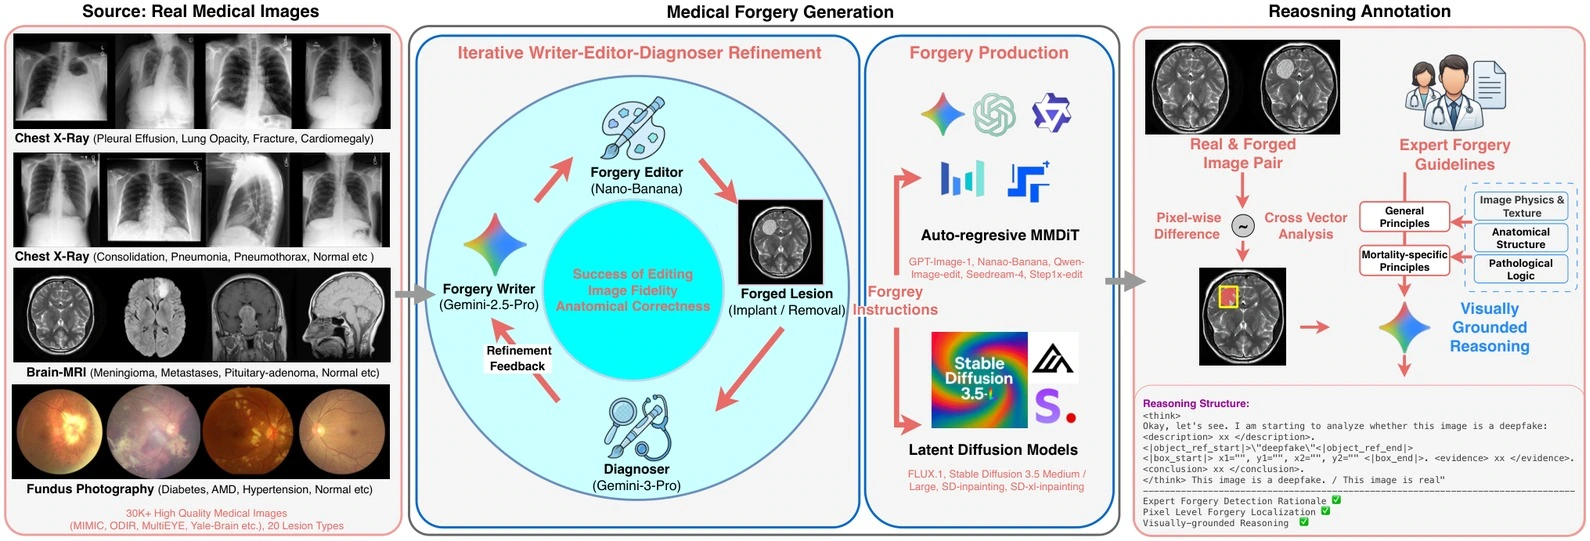 Source: Real Medical Images
Chest X-Ray (Pleural Effusion, Lung Opacity, Fracture, Cardiomegaly)
Chest X-Ray (Consolidation, Pneumonia, Pneumothorax, Normal etc )
Brain-MRI (Meningioma, Metastases, Pituitary-adenoma, Normal etc)
Fundus Photography (Diabetes, AMD, Hypertension, Normal etc)
30K+ High Quality Medical Images
(MIMIC, ODIR, MultiEYE, Yale-Brain etc.), 20 Lesion Types
Medical Forgery Generation
Iterative Writer-Editor-Diagnoser Refinement
Forgery Editor
(Nano-Banana)
Forgery Writer
(Gemini-2.5-Pro)
Success of Editing
Image Fidelity
Anatomical Correctness
Forged Lesion
(Implant / Removal)
Refinement
Feedback
Diagnoser
(Gemini-3-Pro)
Forgery Production
Auto-regresive MMDiT
GPT-Image-1, Nanao-Banana, Qwen-
Image-edit, Seedream-4, Step1x-edit
Forgrey
Instructions
Stable
Diffusion
3.5
S.
Latent Diffusion Models
FLUX.1, Stable Diffusion 3.5 Medium /
Large, SD-inpainting, SD-xl-inpainting
Reaosning Annotation
Real & Forged
Image Pair
Expert Forgery
Guidelines
Pixel-wise
Difference
~
Cross Vector
Analysis
General
Principles
Mortality-specific
Principles
Image Physics &
Texture
Anatomical
Structure
Pathological
Logic
Visually
Grounded
Reasoning
Reasoning Structure:
<think>
Okay, let's see. I am starting to analyze whether this image is a deepfake:
<description> xx </description>.
<|object_ref_start|>\"deepfake\"<|object_ref_end|>
<|box_start|> x1="", y1="", x2="", y2="" <|box_end|>. <evidence> xx </evidence>.
<conclusion> xx </conclusion>.
</think> This image is a deepfake. / This image is real"
Expert Forgery Detection Rationale ✅
Pixel Level Forgery Localization ✅
Visually-grounded Reasoning ✅